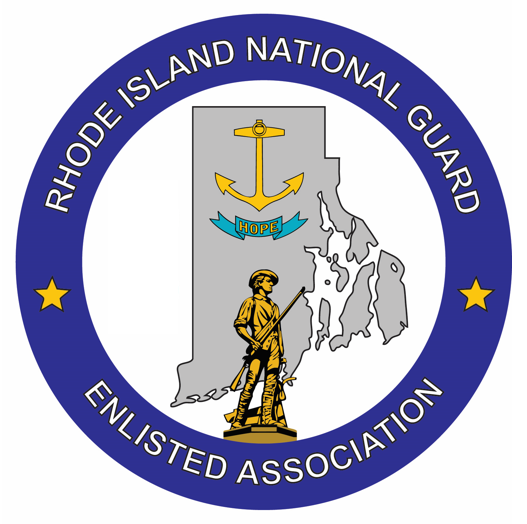 RHODE ISLAND NATIONAL GUARD
HOPE
ENLISTED ASSOCIATION